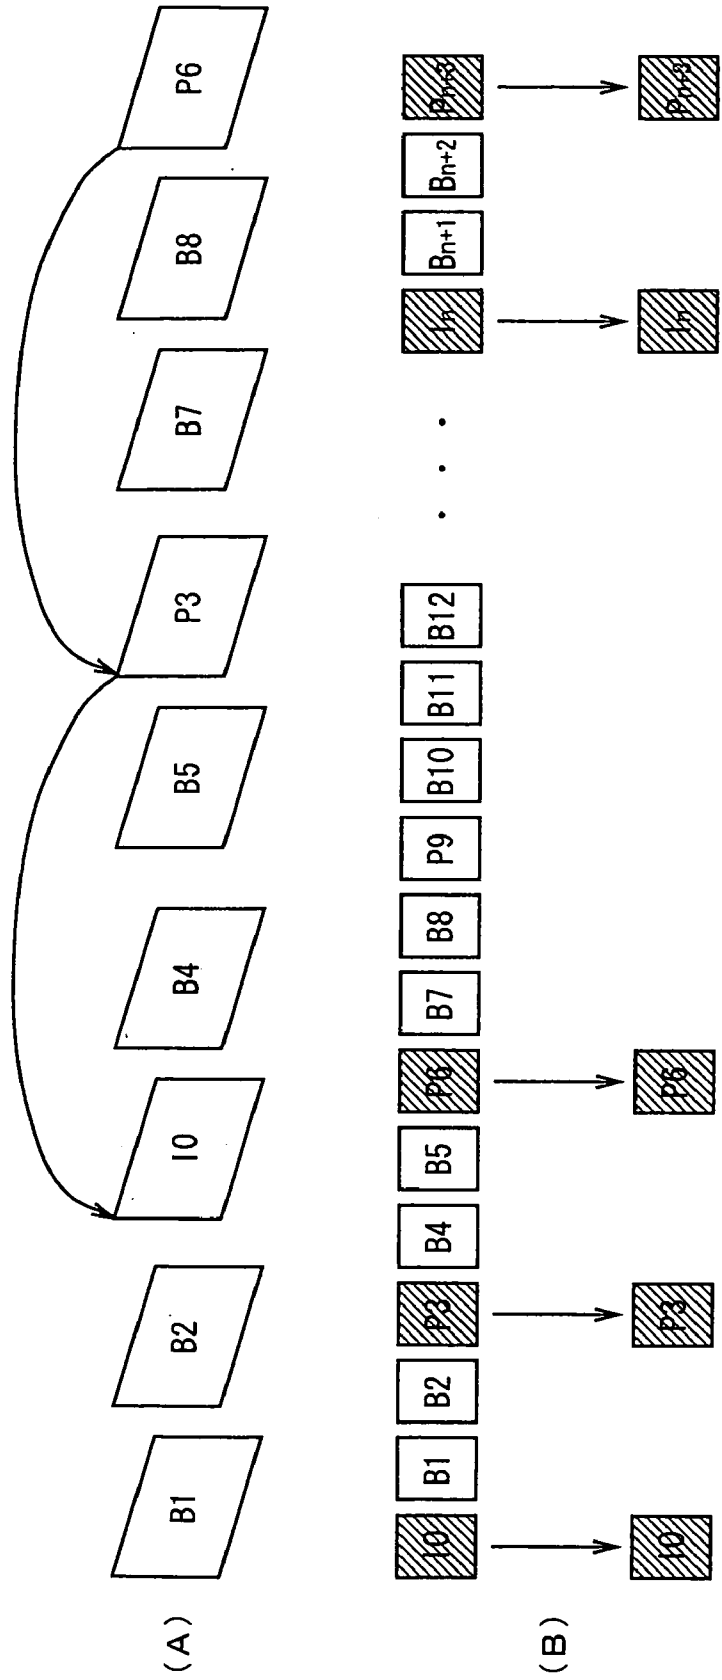 (A)
B1 B2 I0 B4 B5 P3 B7 B8 P6
(B)
I0 B1 B2 P3 B4 B5 P6 B7 B8 P9 B10 B11 B12 . . . In Bn+1 Bn+2 Pn+3
I0 P3 P6 In Pn+3